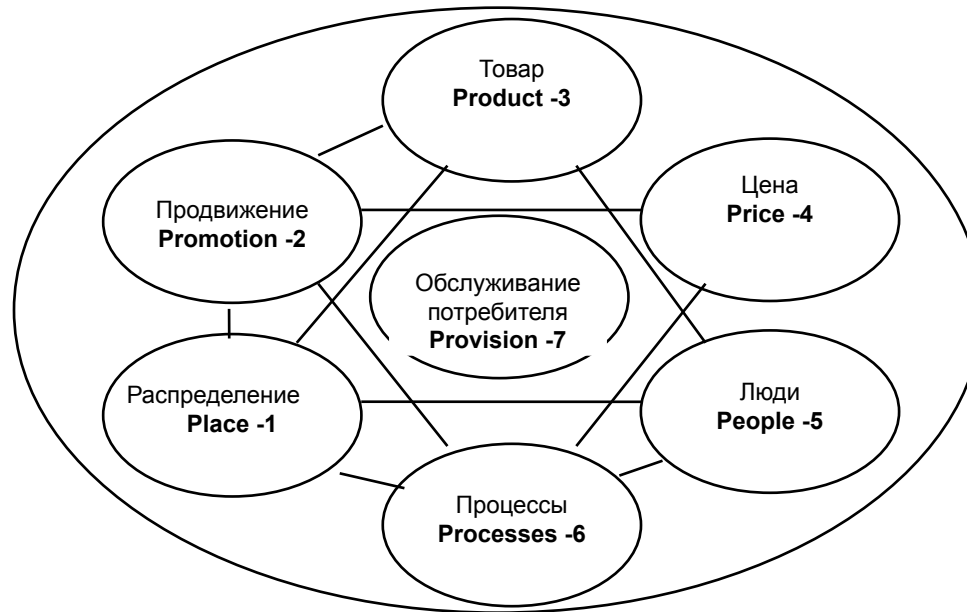 Товар
Product -3
Продвижение
Promotion -2
Цена
Price -4
Обслуживание
потребителя
Provision -7
Распределение
Place -1
Люди
People -5
Процессы
Processes -6